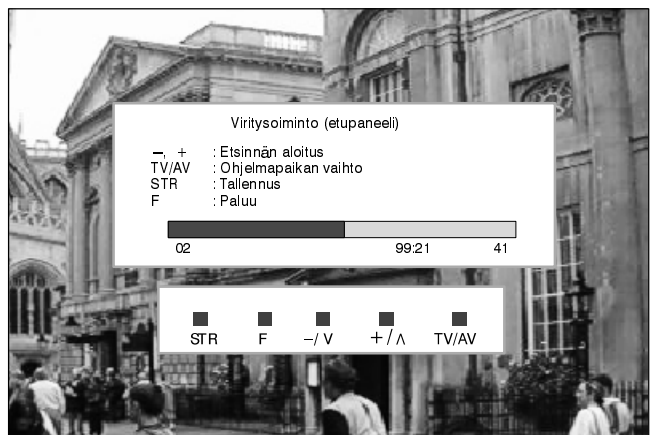 Viritysoiminto (etupaneeli)
–, + : Etsinnän aloitus
TV/AV : Ohjelmapaikan vaihto
STR : Tallennus
F : Paluu
02 99:21 41
STR F –/ V + / Λ TV/AV